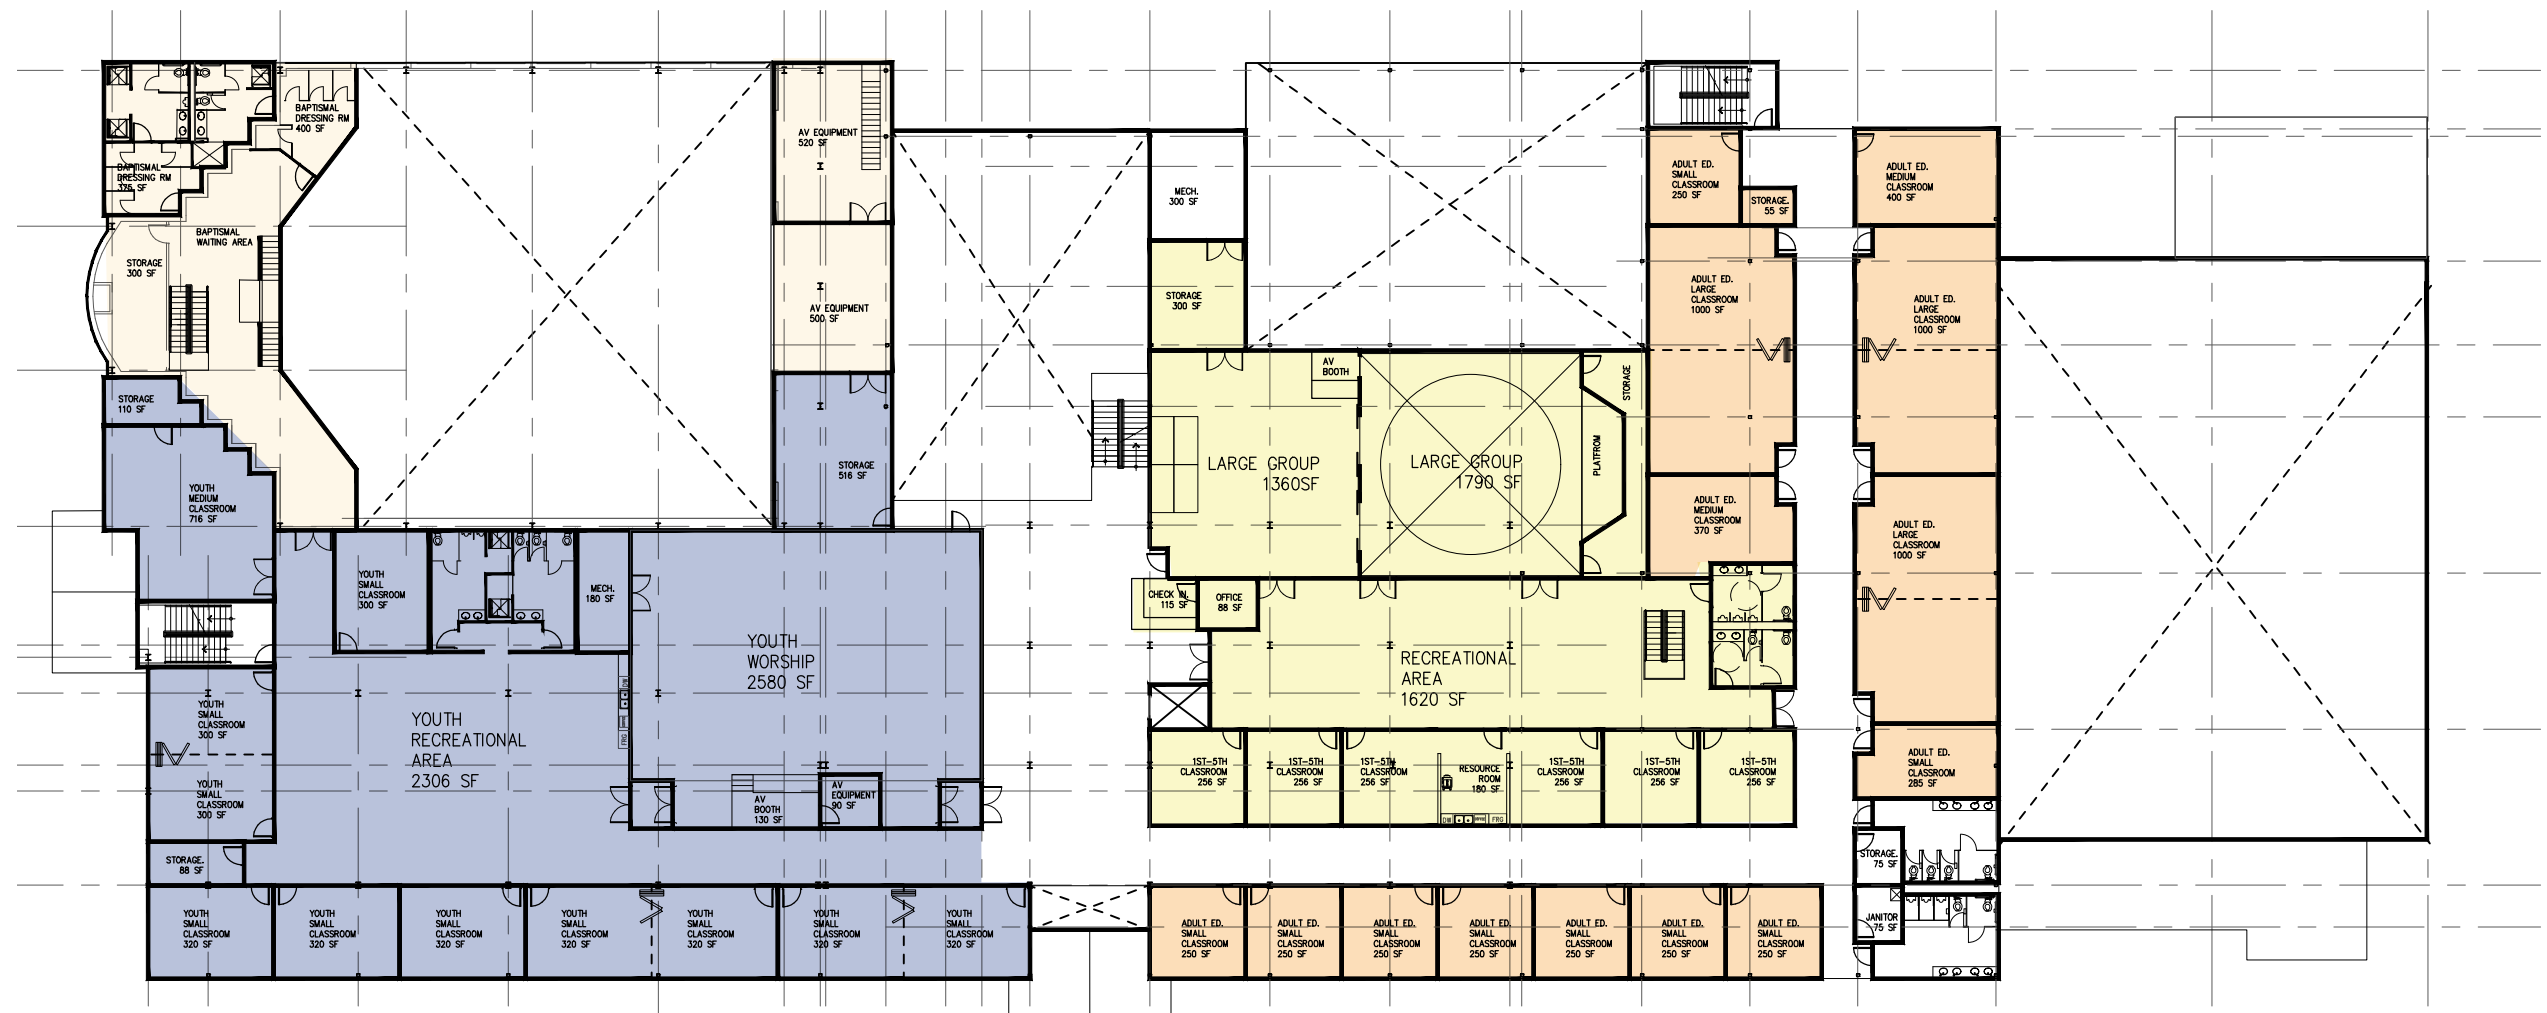 BAPTISMAL
DRESSING RM
400 SF
BAPTISMAL
DRESSING RM
375 SF
BAPTISMAL
WAITING AREA
STORAGE
300 SF
AV EQUIPMENT
520 SF
AV EQUIPMENT
500 SF
STORAGE
516 SF
STORAGE
110 SF
YOUTH
MEDIUM
CLASSROOM
716 SF
YOUTH
SMALL
CLASSROOM
300 SF
MECH.
180 SF
YOUTH
WORSHIP
2580 SF
YOUTH
RECREATIONAL
AREA
2306 SF
YOUTH
SMALL
CLASSROOM
300 SF
YOUTH
SMALL
CLASSROOM
300 SF
STORAGE.
88 SF
DW
FRG
AV
BOOTH
130 SF
AV
EQUIPMENT
90 SF
YOUTH
SMALL
CLASSROOM
320 SF
YOUTH
SMALL
CLASSROOM
320 SF
YOUTH
SMALL
CLASSROOM
320 SF
YOUTH
SMALL
CLASSROOM
320 SF
YOUTH
SMALL
CLASSROOM
320 SF
YOUTH
SMALL
CLASSROOM
320 SF
YOUTH
SMALL
CLASSROOM
320 SF
MECH.
300 SF
STORAGE
300 SF
AV
BOOTH
LARGE GROUP
1360SF
LARGE GROUP
1790 SF
STORAGE
PLATFROM
CHECK IN.
115 SF
OFFICE
88 SF
RECREATIONAL
AREA
1620 SF
1ST-5TH
CLASSROOM
256 SF
1ST-5TH
CLASSROOM
256 SF
1ST-5TH
CLASSROOM
256 SF
RESOURCE
ROOM
180 SF
DW
FRG
1ST-5TH
CLASSROOM
256 SF
1ST-5TH
CLASSROOM
256 SF
1ST-5TH
CLASSROOM
256 SF
ADULT ED.
SMALL
CLASSROOM
250 SF
ADULT ED.
SMALL
CLASSROOM
250 SF
ADULT ED.
SMALL
CLASSROOM
250 SF
ADULT ED.
SMALL
CLASSROOM
250 SF
ADULT ED.
SMALL
CLASSROOM
250 SF
ADULT ED.
SMALL
CLASSROOM
250 SF
ADULT ED.
SMALL
CLASSROOM
250 SF
ADULT ED.
SMALL
CLASSROOM
250 SF
STORAGE.
55 SF
ADULT ED.
LARGE
CLASSROOM
1000 SF
ADULT ED.
MEDIUM
CLASSROOM
370 SF
ADULT ED.
MEDIUM
CLASSROOM
400 SF
ADULT ED.
LARGE
CLASSROOM
1000 SF
ADULT ED.
LARGE
CLASSROOM
1000 SF
ADULT ED.
SMALL
CLASSROOM
285 SF
STORAGE.
75 SF
JANITOR
75 SF